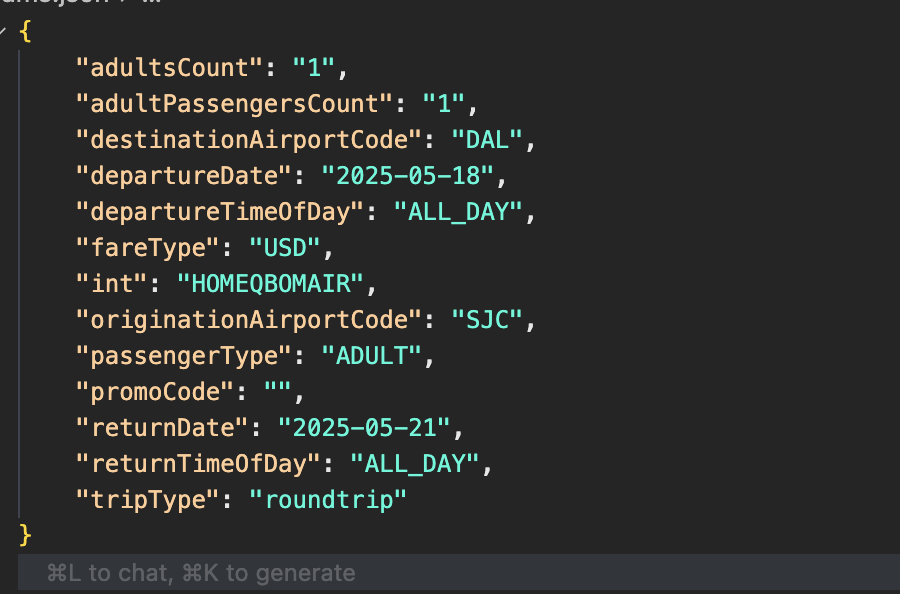 {
"adultsCount": "1",
"adultPassengersCount": "1",
"destinationAirportCode": "DAL",
"departureDate": "2025-05-18",
"departureTimeOfDay": "ALL_DAY",
"fareType": "USD",
"int": "HOMEQBOMAIR",
"originationAirportCode": "SJC",
"passengerType": "ADULT",
"promoCode": "",
"returnDate": "2025-05-21",
"returnTimeOfDay": "ALL_DAY",
"tripType": "roundtrip"
}
⌘L to chat, ⌘K to generate